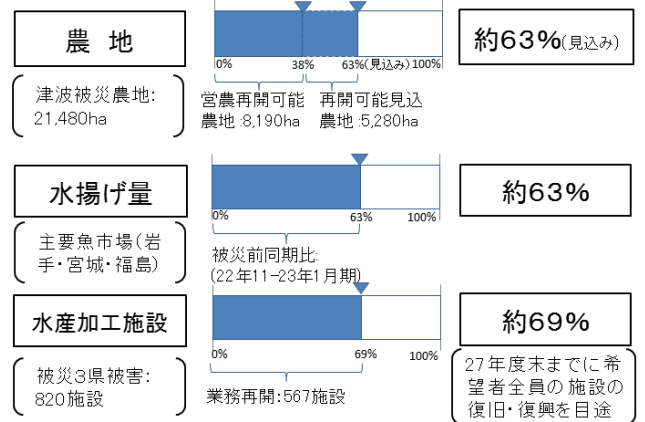 農 地
0%
38%
63%(見込み)
100%
約63%(見込み)
津波被災農地:
21,480ha
営農再開可能
農地:8,190ha
再開可能見込
農地:5,280ha
水揚げ量
0%
63%
100%
約63%
主要魚市場(岩
手・宮城・福島)
被災前同期比:
(22年11-23年1月期)
水産加工施設
0%
69%
100%
約69%
被災3県被害:
820施設
業務再開:567施設
27年度末までに希
望者全員の施設の
復旧・復興を目途